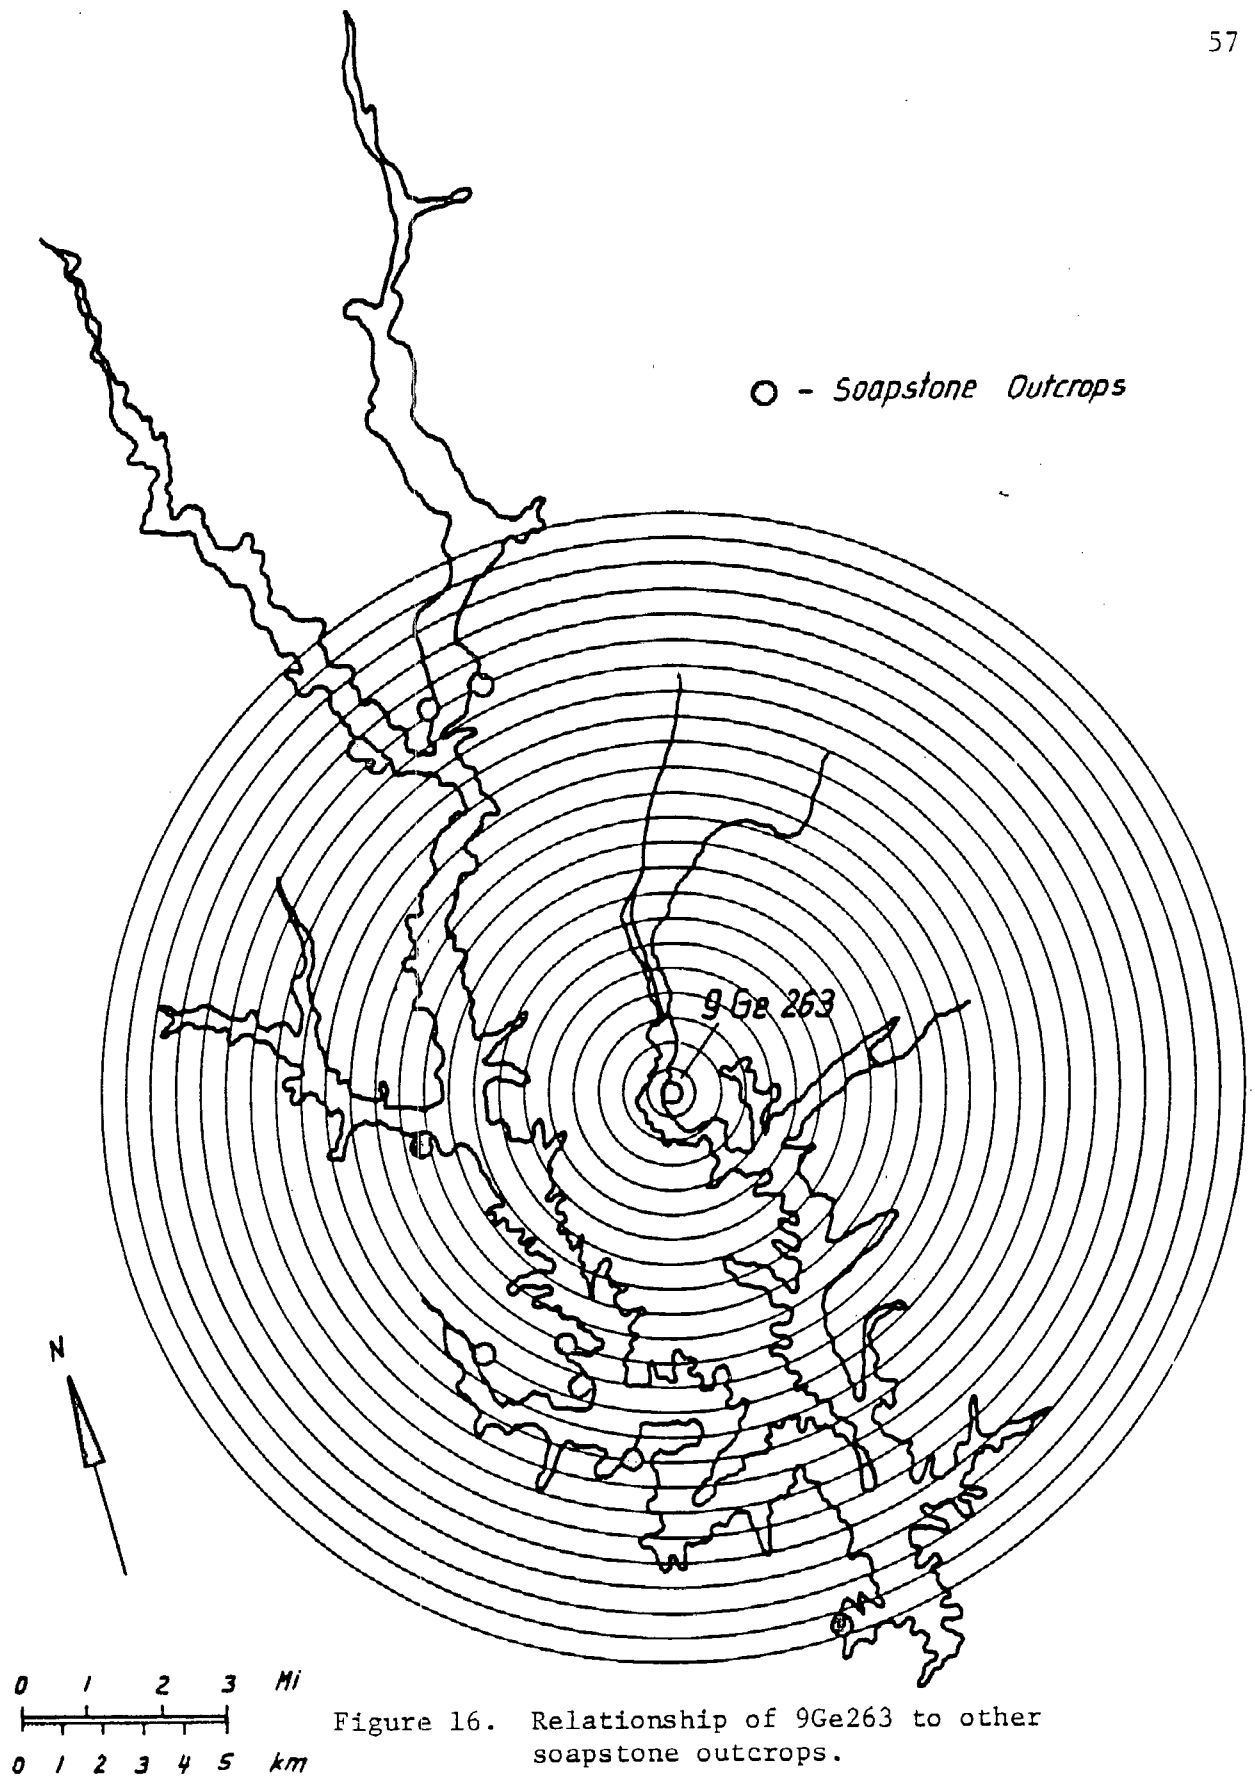 57
O - Soapstone Outcrops
9 Ge 263
N
0 1 2 3 Mi
0 1 2 3 4 5 km
Figure 16. Relationship of 9Ge263 to other
soapstone outcrops.